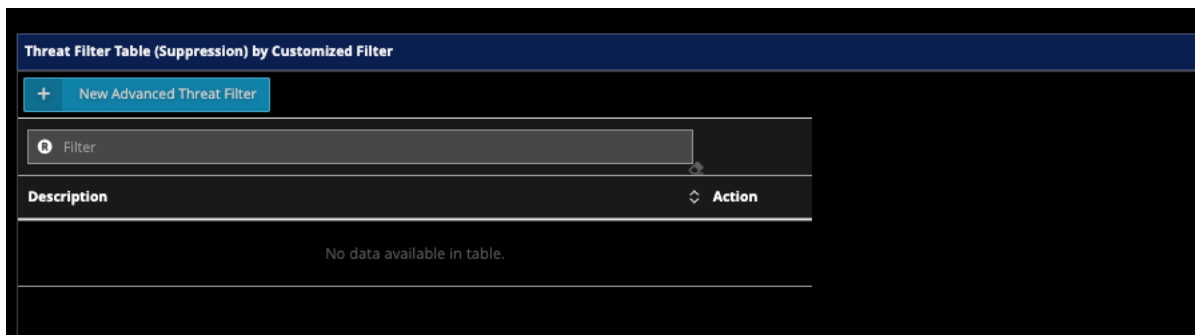 Threat Filter Table (Suppression) by Customized Filter
+ New Advanced Threat Filter
R Filter
Description Action
No data available in table.